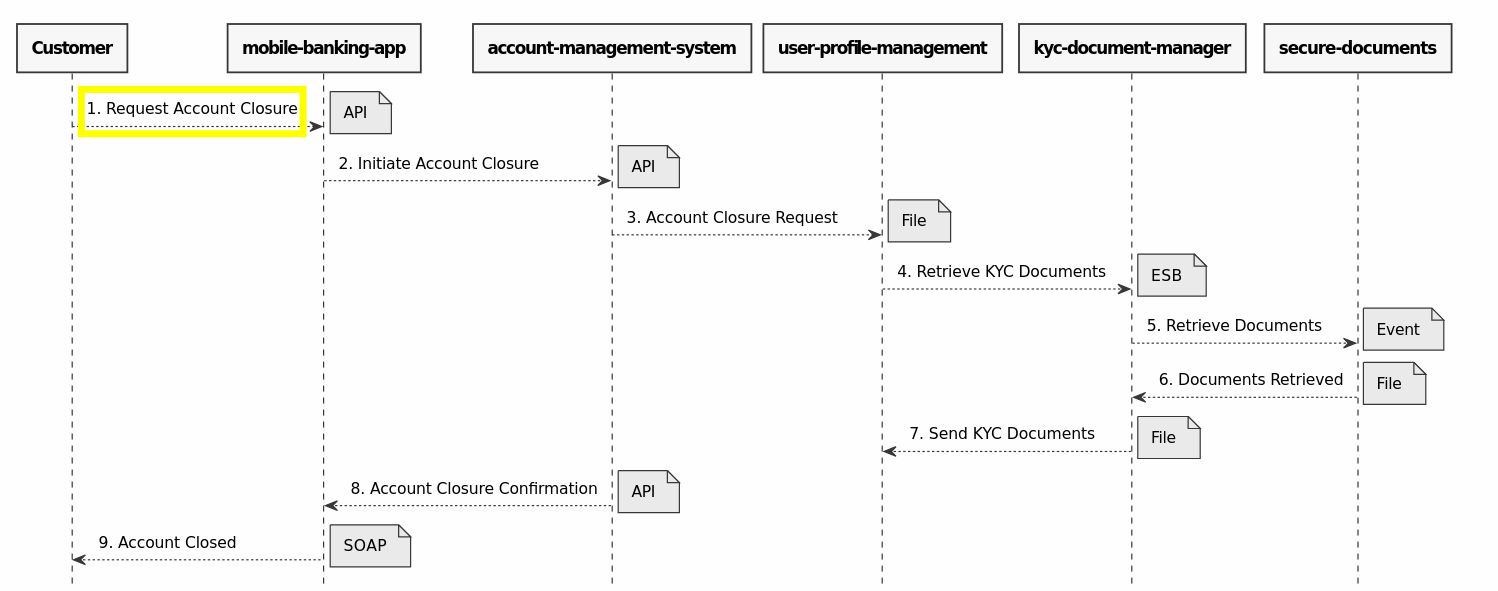 Customer
mobile-banking-app
account-management-system
user-profile-management
kyc-document-manager
secure-documents
1. Request Account Closure
API
2. Initiate Account Closure
API
3. Account Closure Request
File
4. Retrieve KYC Documents
ESB
5. Retrieve Documents
Event
6. Documents Retrieved
File
7. Send KYC Documents
File
8. Account Closure Confirmation
API
9. Account Closed
SOAP